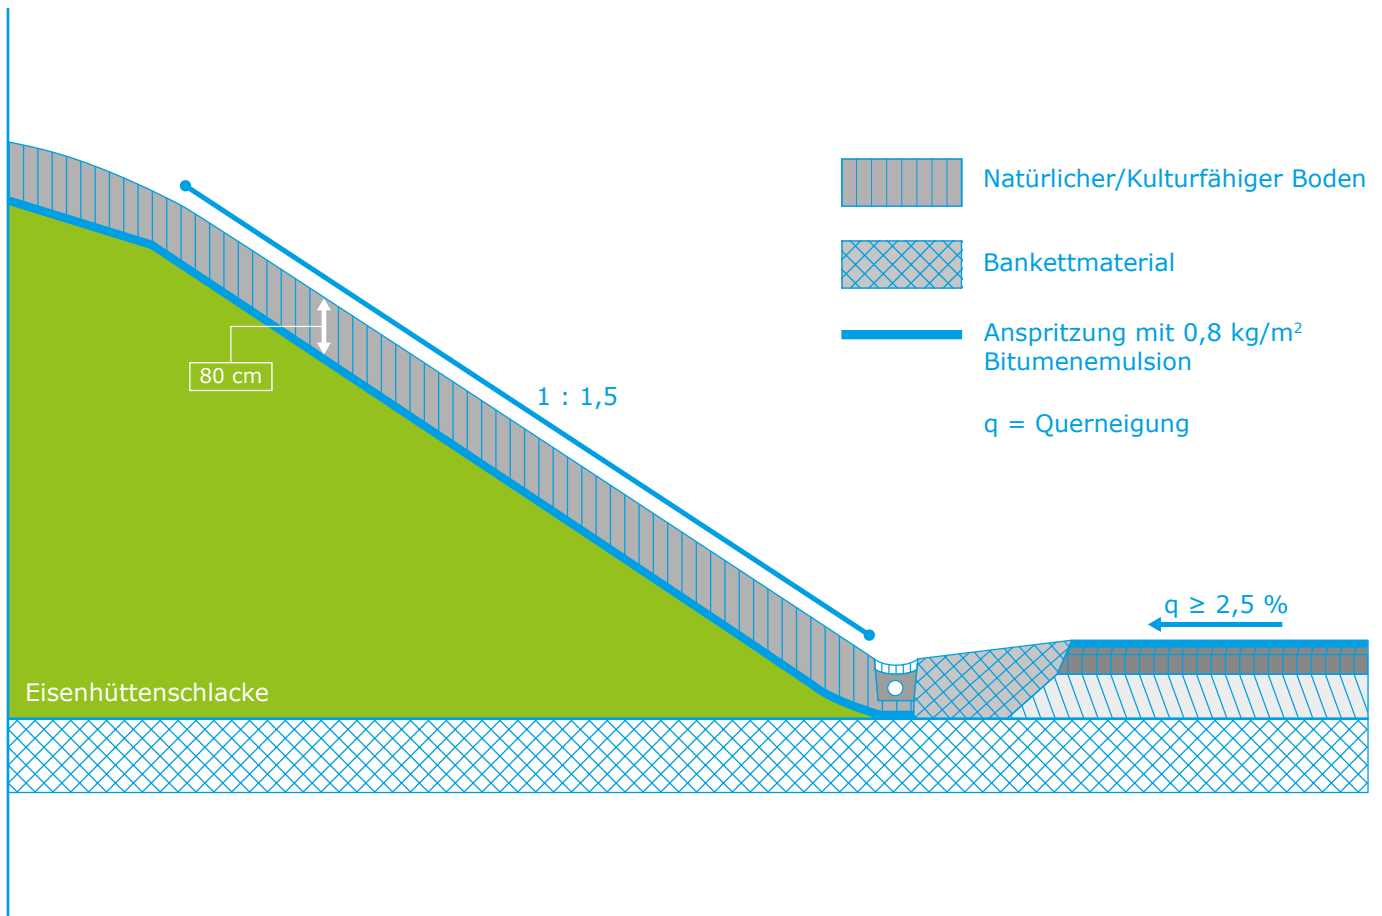 Natürlicher/Kulturfähiger Boden
Bankettmaterial
Anspritzung mit 0,8 kg/m²
Bitumenemulsion
q = Querneigung
80 cm
1 : 1,5
q ≥ 2,5 %
Eisenhüttenschlacke